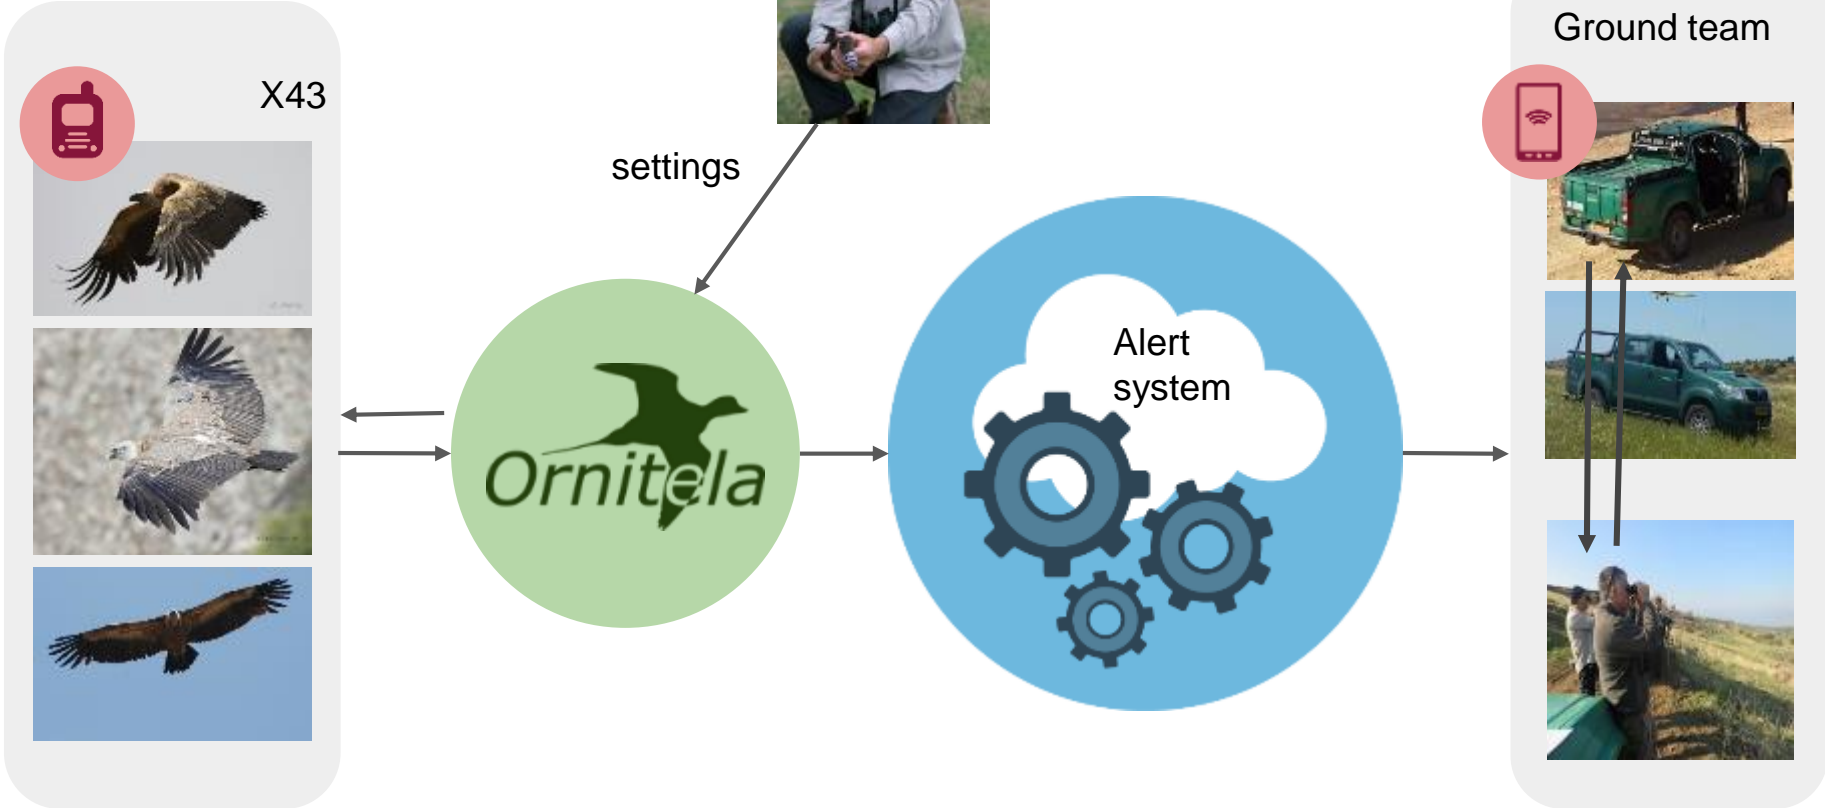 Ground team
X43
settings
Alert
system
Ornitela